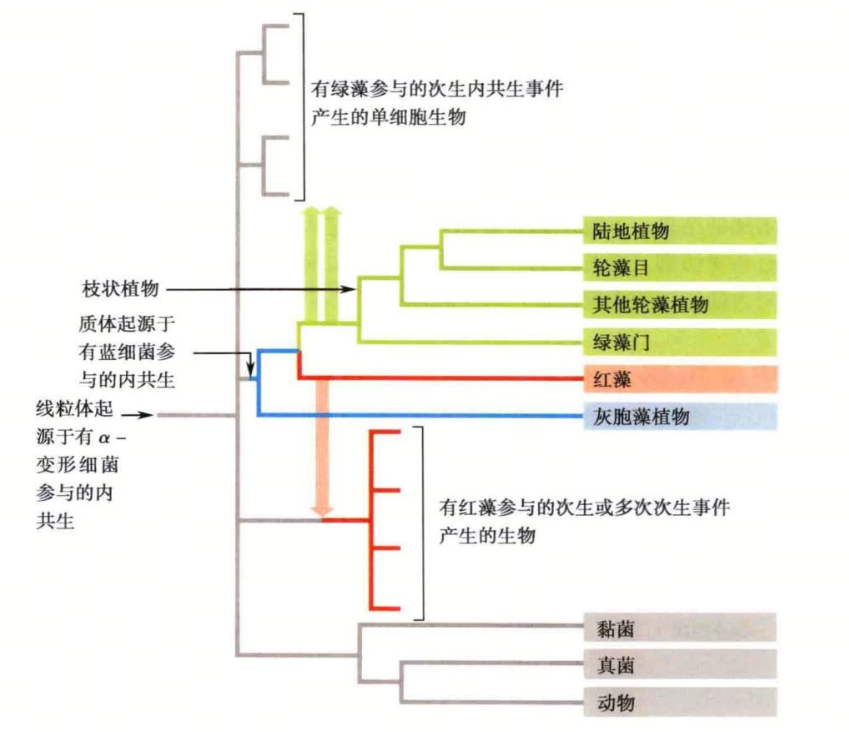 有绿藻参与的次生内共生事件
产生的单细胞生物
陆地植物
轮藻目
枝状植物
其他轮藻植物
质体起源于
有蓝细菌参
与的内共生
绿藻门
红藻
灰胞藻植物
线粒体起
源于有 α－
变形细菌
参与的内
共生
有红藻参与的次生或多次次生事件
产生的生物
黏菌
真菌
动物